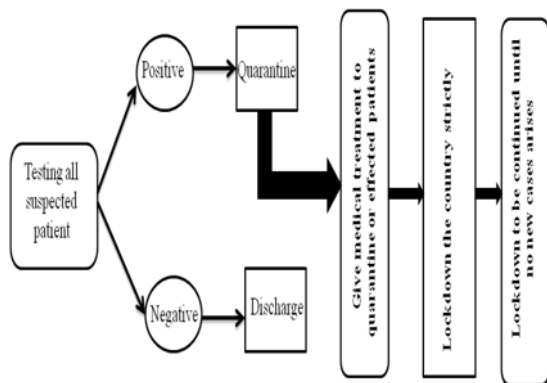 Testing all
suspected
patient
Positive
Quarantine
Negative
Discharge
Give medical treatment to
quarantine or effected patients
Lockdown the country strictly
Lockdown to be continued until
no new cases arises